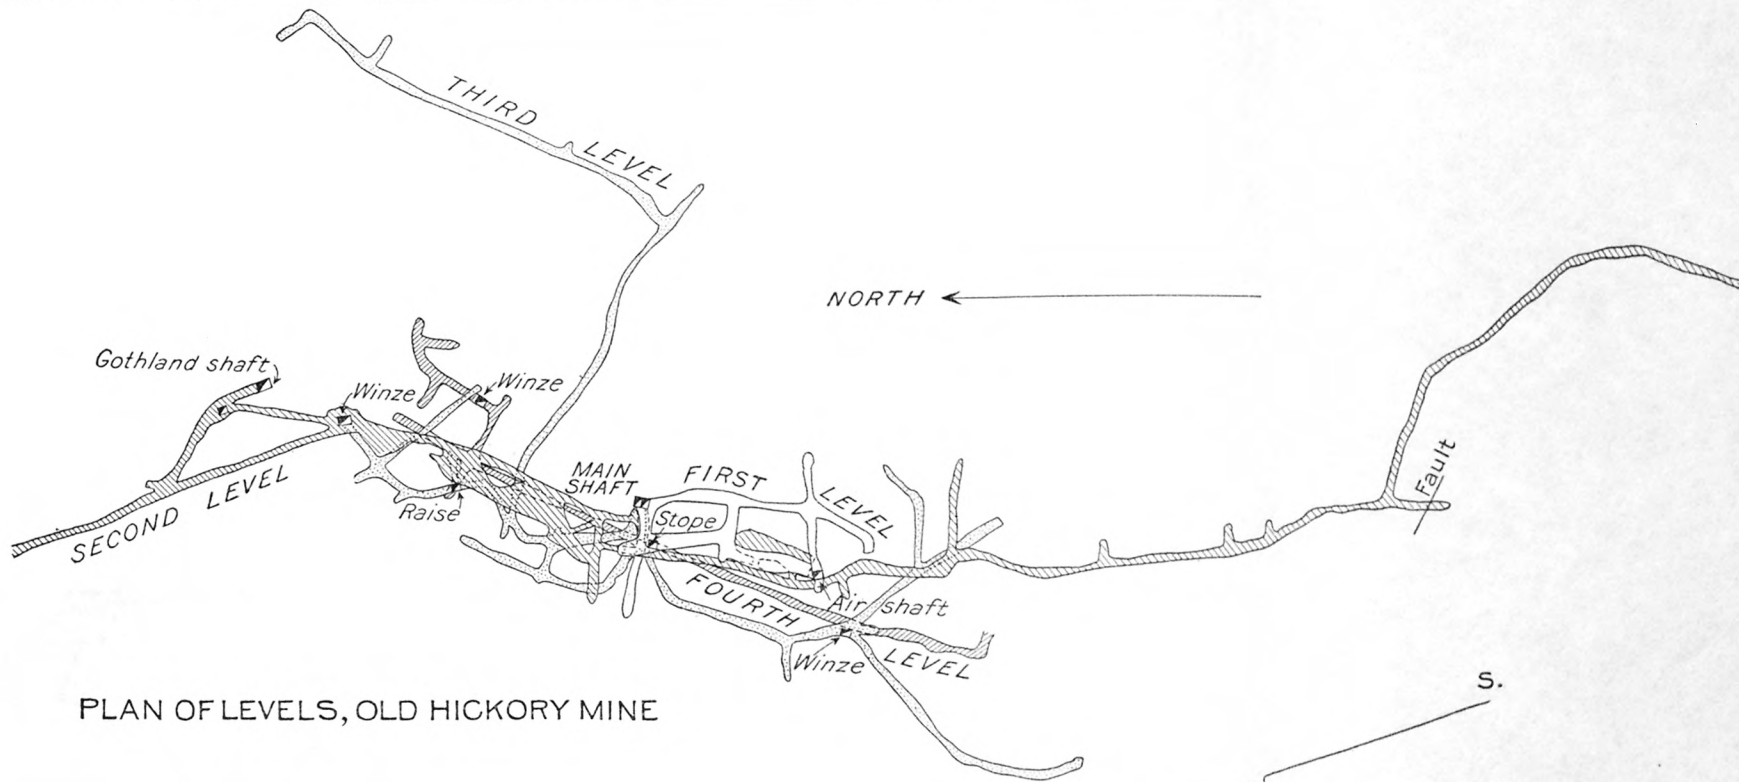 THIRD LEVEL
NORTH
Gothland shaft
Winze
Winze
SECOND LEVEL
Raise
MAIN
SHAFT
FIRST LEVEL
Stope
Fault
FOURTH LEVEL
Air shaft
Winze
S.
PLAN OF LEVELS, OLD HICKORY MINE